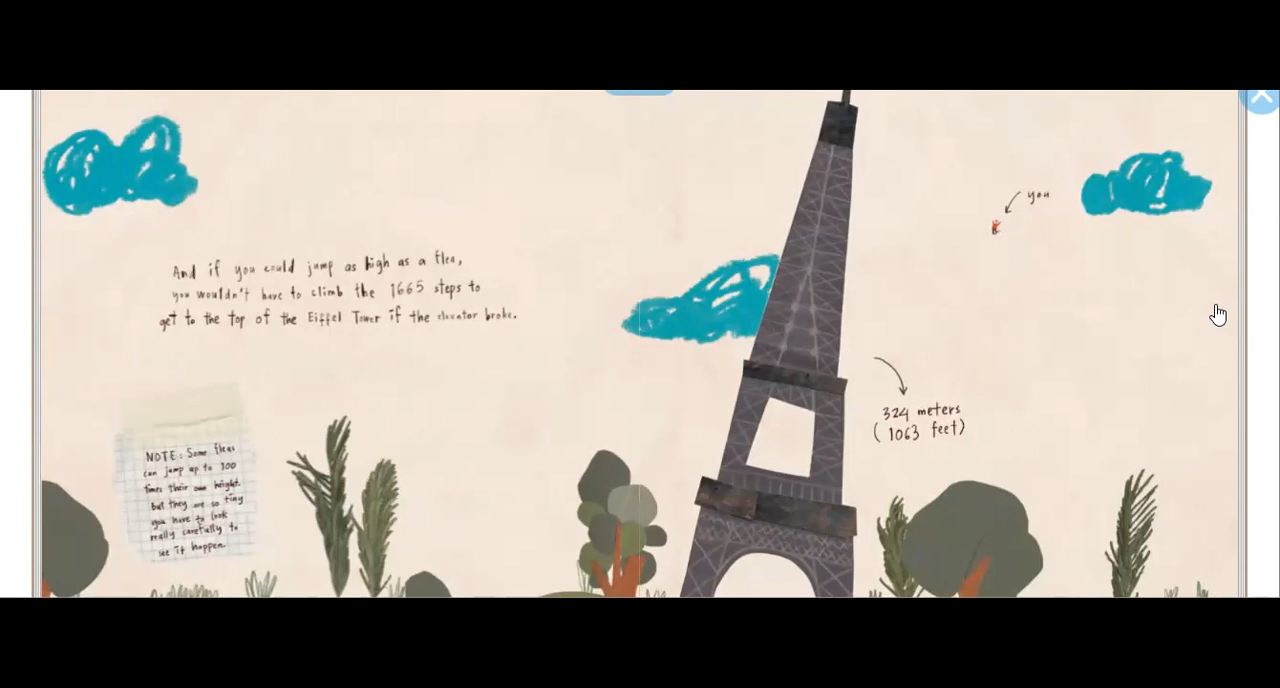 And if you could jump as high as a flea,
you wouldn't have to climb the 1665 steps to
get to the top of the Eiffel Tower if the elevator broke.
NOTE: Some fleas
can jump up to 300
times their own height.
But they are so tiny
you have to look
really carefully to
see it happen.
you
324 meters
(1063 feet)